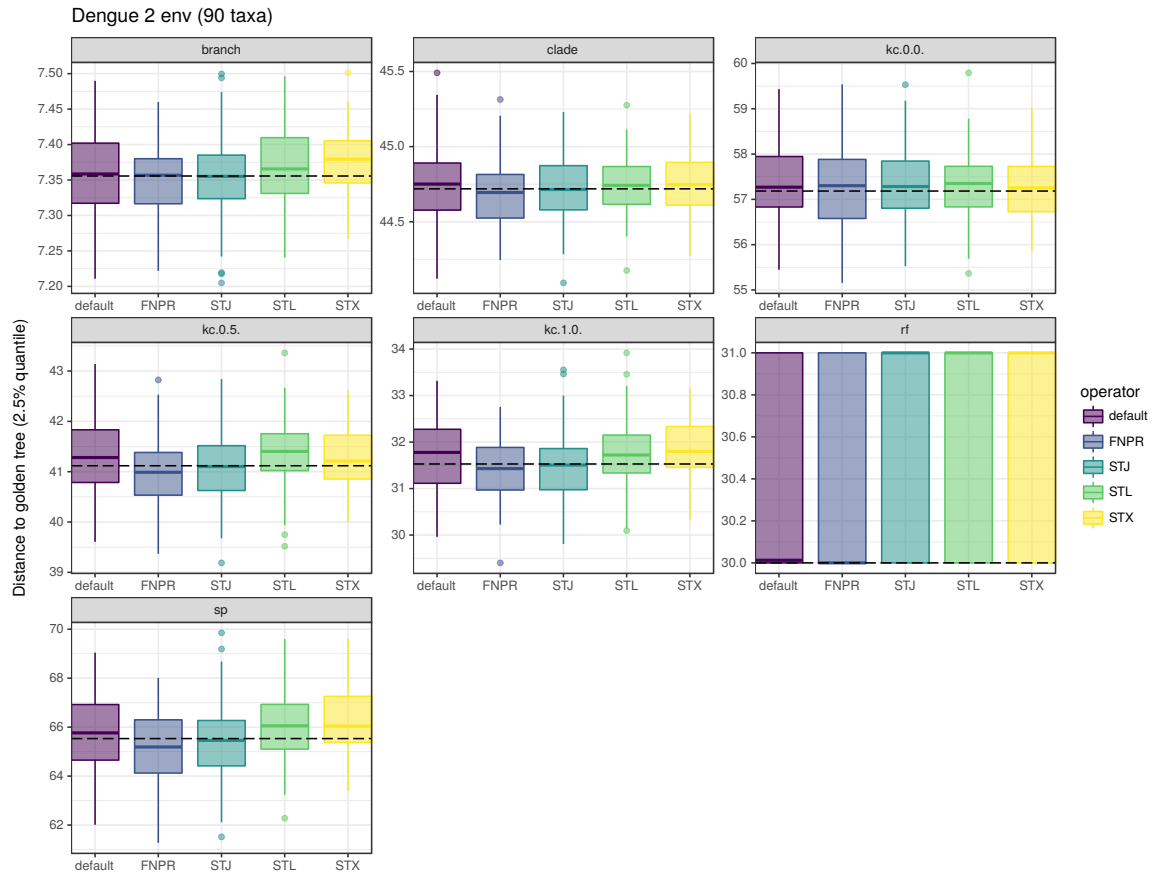 Dengue 2 env (90 taxa)
branch
clade
kc.0.0.
7.50
7.45
7.40
7.35
7.30
7.25
7.20
45.5
45.0
44.5
60
59
58
57
56
55
default FNPR STJ STL STX
default FNPR STJ STL STX
default FNPR STJ STL STX
kc.0.5.
kc.1.0.
rf
43
42
41
40
39
34
33
32
31
30
31.0
30.8
30.6
30.4
30.2
30.0
default FNPR STJ STL STX
default FNPR STJ STL STX
default FNPR STJ STL STX
sp
70
68
66
64
62
default FNPR STJ STL STX
Distance to golden tree (2.5% quantile)
operator
default
FNPR
STJ
STL
STX